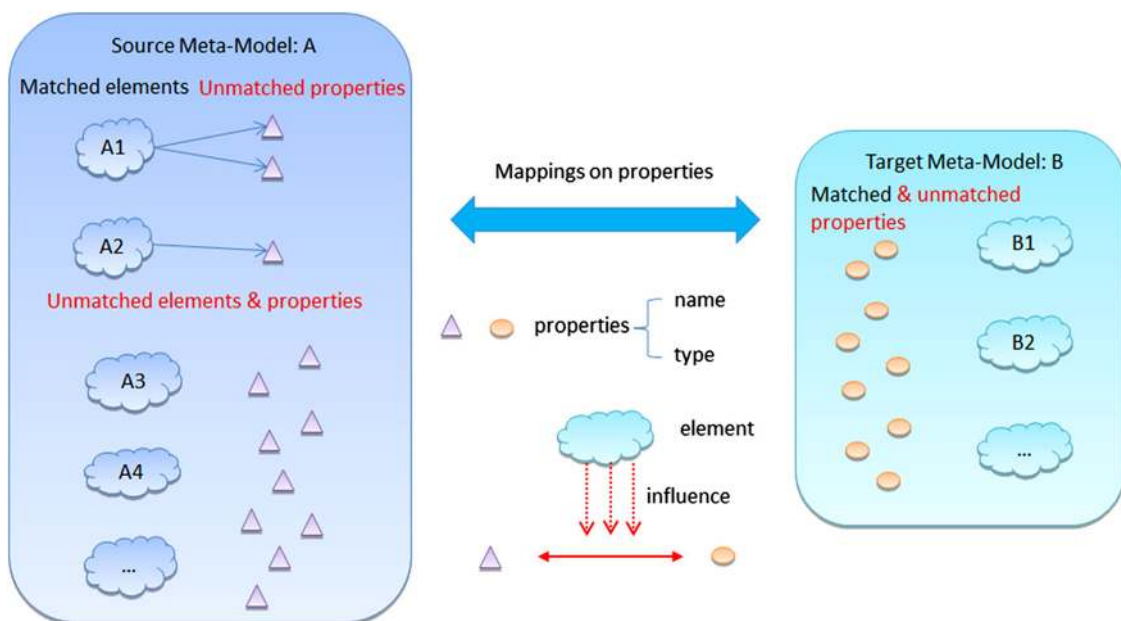 Source Meta-Model: A
Matched elements Unmatched properties
A1
A2
Unmatched elements & properties
A3
A4
...
Mappings on properties
properties
name
type
element
influence
Target Meta-Model: B
Matched & unmatched
properties
B1
B2
...